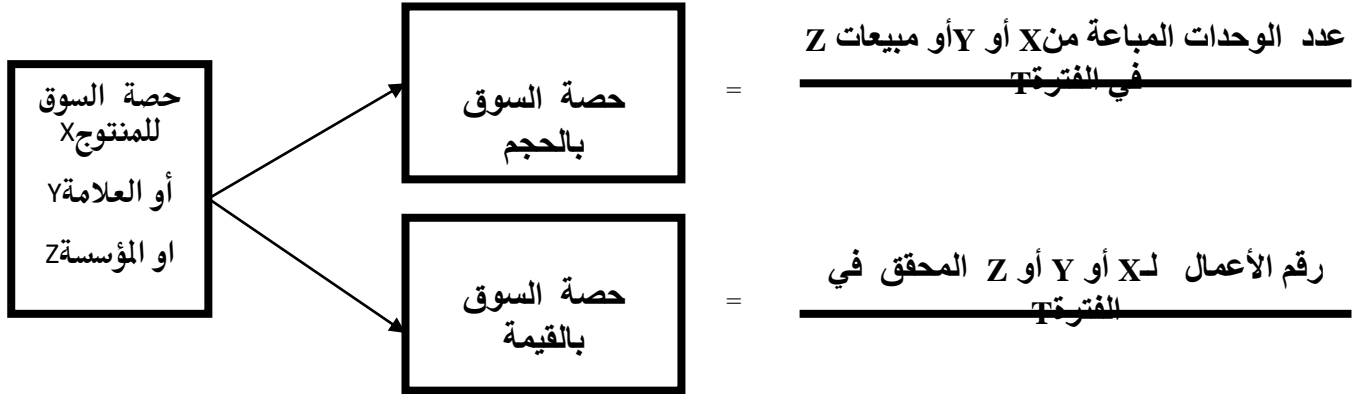 حصة السوق
للمنتوجX
أو العلامةY
او المؤسسةZ
حصة السوق
بالحجم
=
عدد الوحدات المباعة منX أو Yأو مبيعات Z
في الفترةT
حصة السوق
بالقيمة
=
رقم الأعمال لـX أو Y أو Z المحقق في
الفترةT